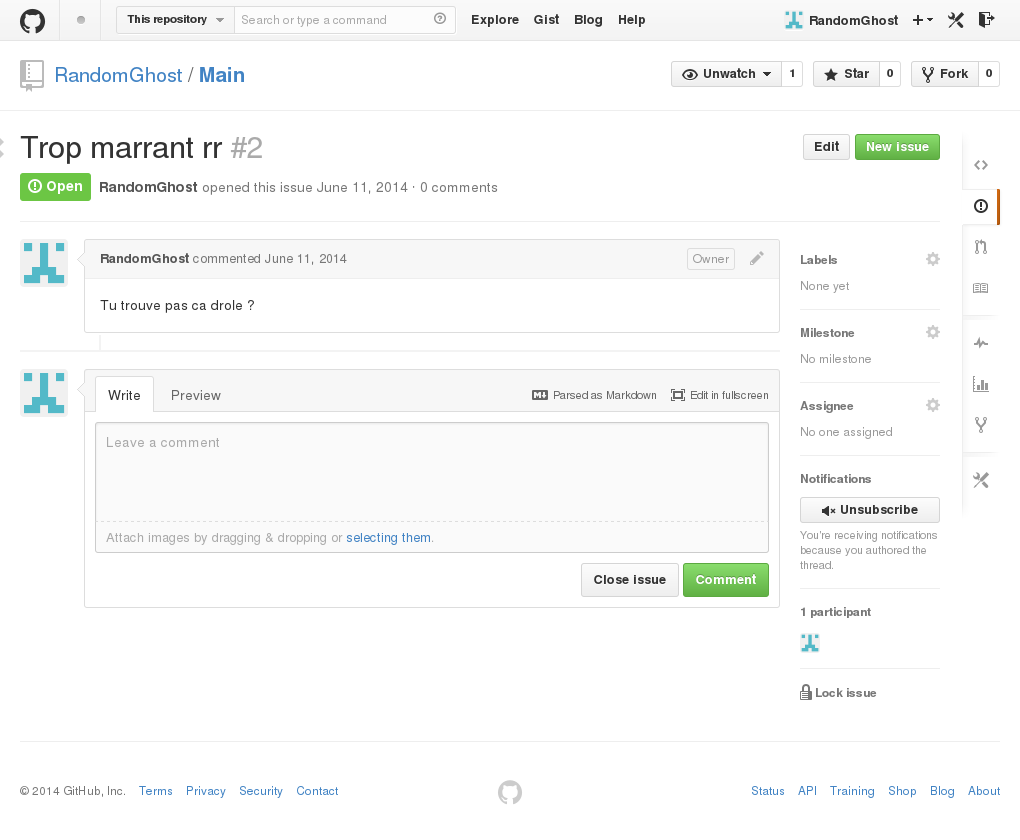 This repository Search or type a command Explore Gist Blog Help RandomGhost
RandomGhost / Main Unwatch 1 Star 0 Fork 0
Trop marrant rr #2 Edit New issue
Open RandomGhost opened this issue June 11, 2014 · 0 comments
RandomGhost commented June 11, 2014 Owner
Tu trouve pas ca drole ?
Write Preview Parsed as Markdown Edit in fullscreen
Leave a comment
Attach images by dragging & dropping or selecting them.
Close issue Comment
Labels
None yet
Milestone
No milestone
Assignee
No one assigned
Notifications
Unsubscribe
You're receiving notifications
because you authored the
thread.
1 participant
Lock issue
© 2014 GitHub, Inc. Terms Privacy Security Contact Status API Training Shop Blog About